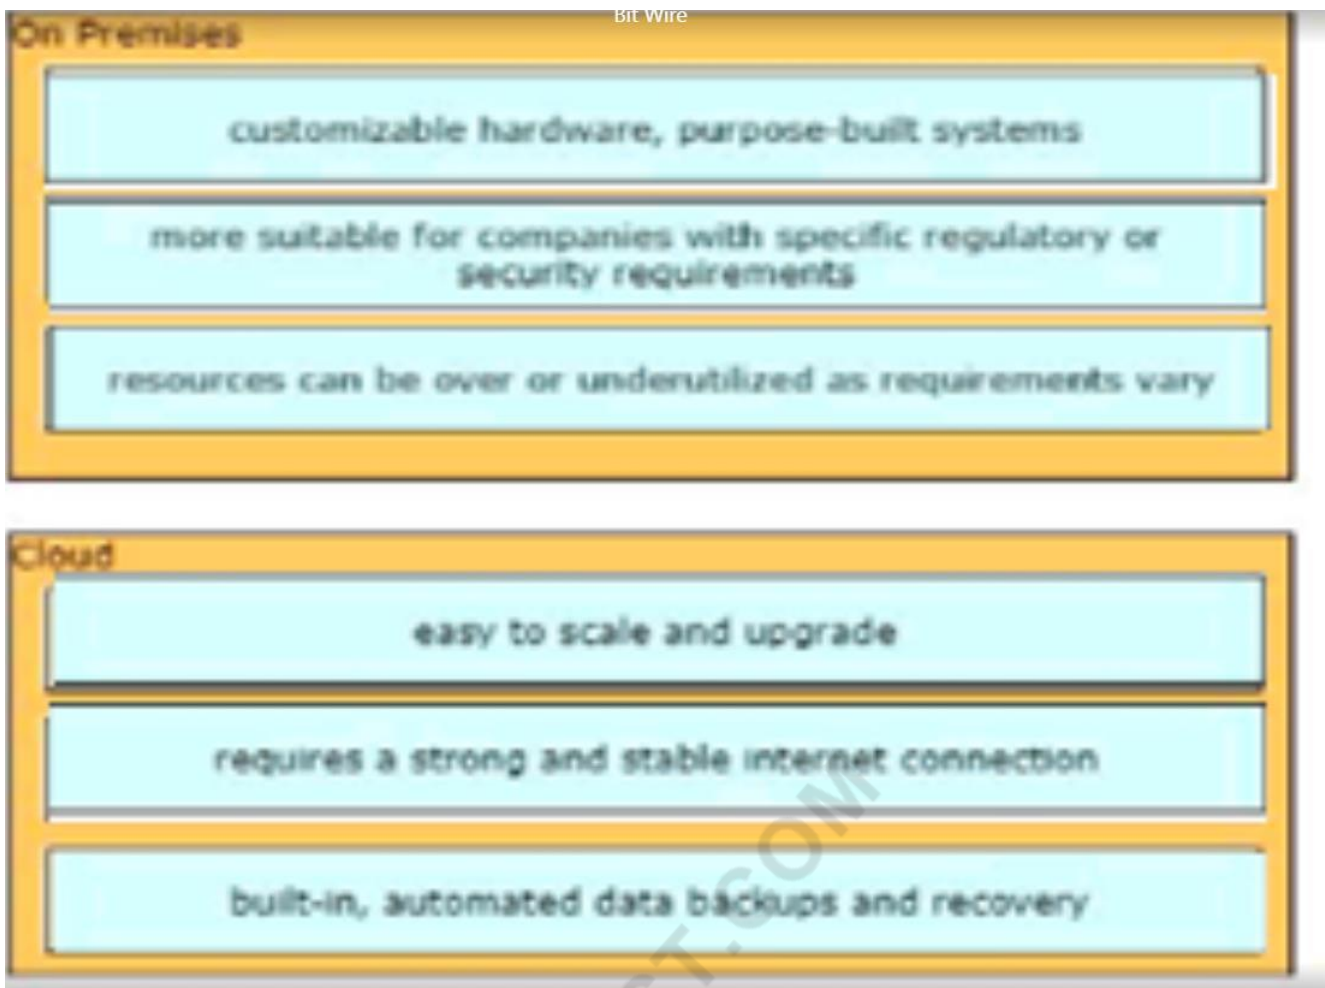 Bit Wire
On Premises
customizable hardware, purpose-built systems
more suitable for companies with specific regulatory or
security requirements
resources can be over or underutilized as requirements vary
Cloud
easy to scale and upgrade
requires a strong and stable internet connection
built-in, automated data backups and recovery
ST.COM